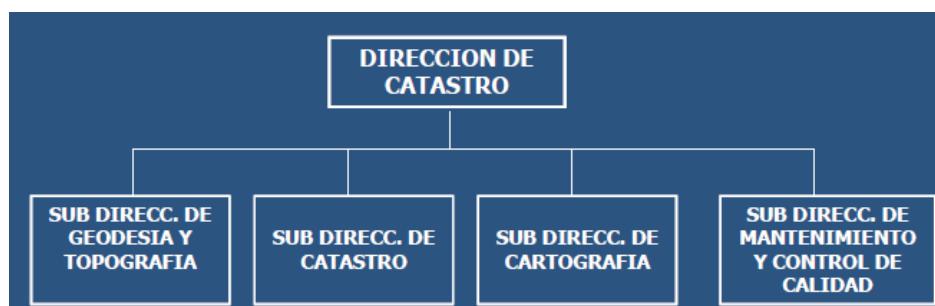 DIRECCION DE
CATASTRO
SUB DIRECC. DE
GEODESIA Y
TOPOGRAFIA
SUB DIRECC. DE
CATASTRO
SUB DIRECC. DE
CARTOGRAFIA
SUB DIRECC. DE
MANTENIMIENTO
Y CONTROL DE
CALIDAD